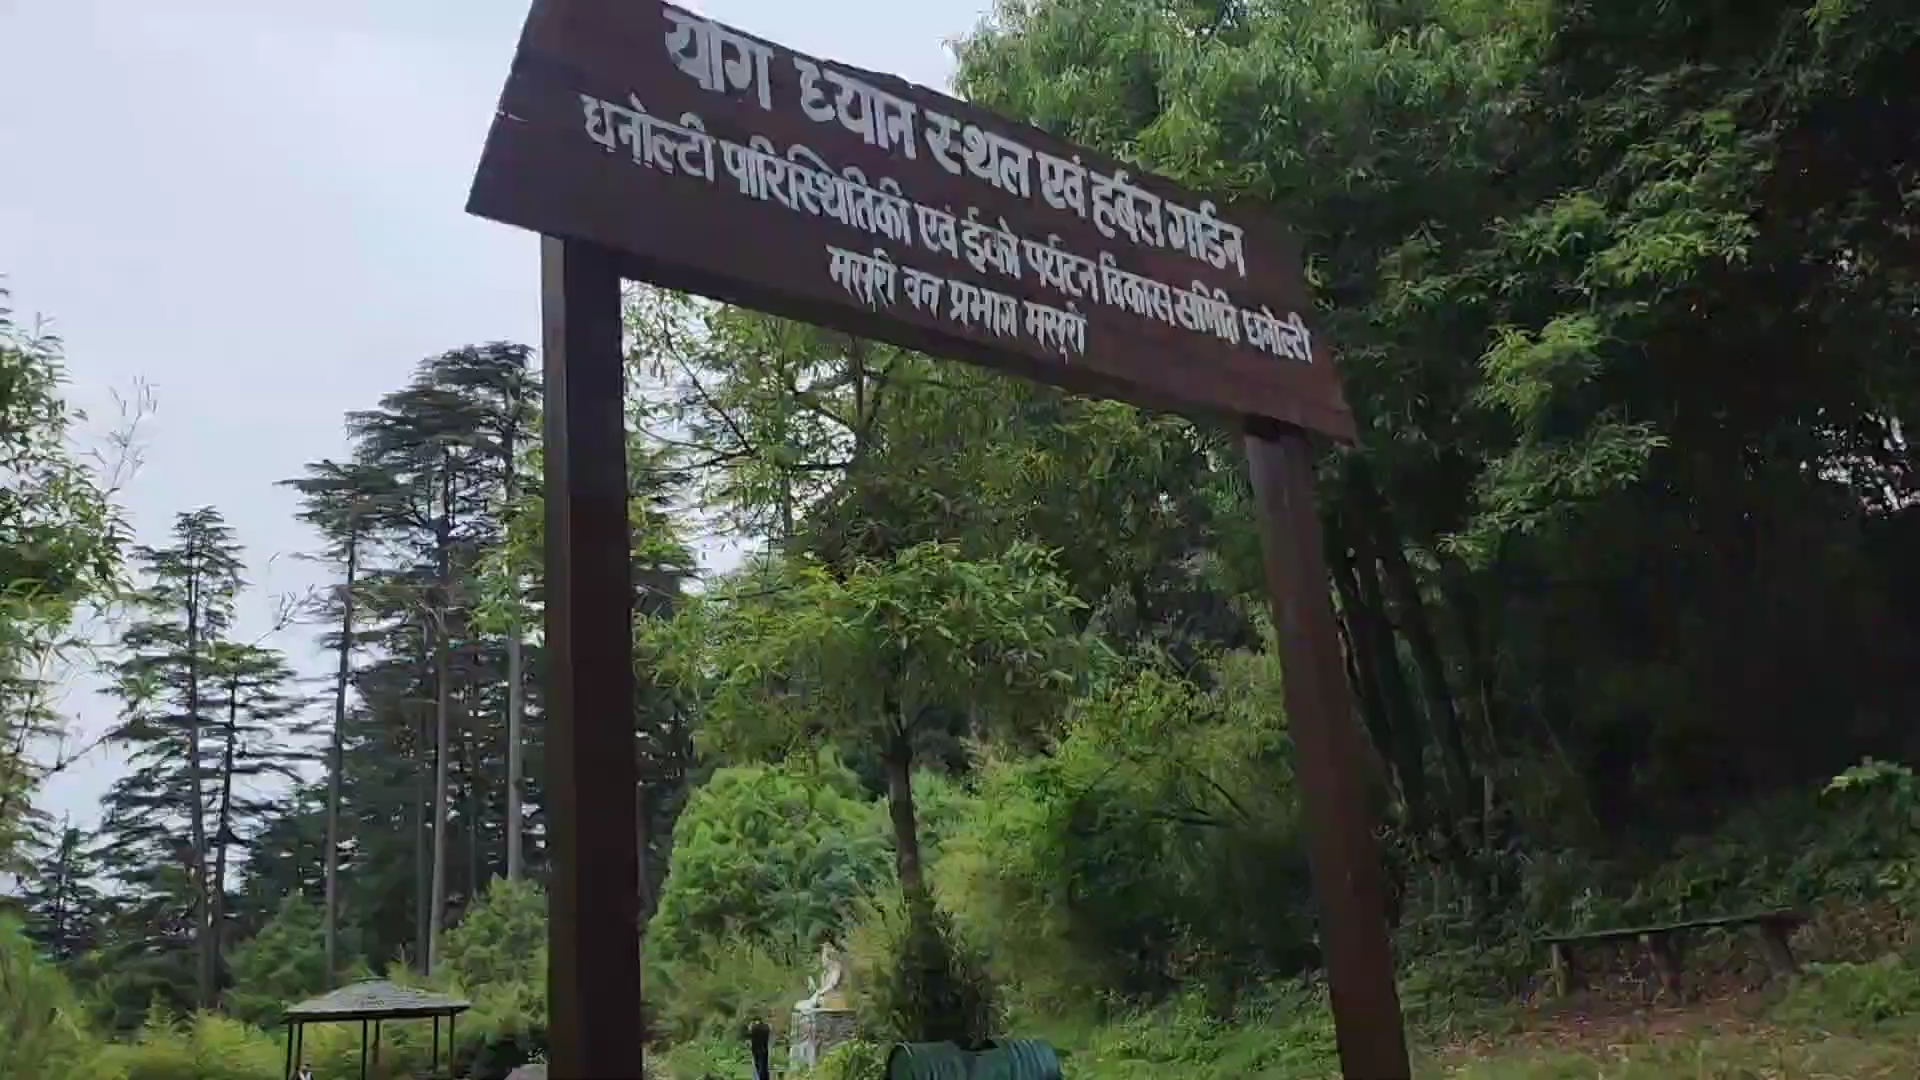 योग ध्यान स्थल एवं हर्बल गार्डन
धनोल्टी पारिस्थितिकी एवं ईको पर्यटन विकास समिति धनोल्टी
मसूरी वन प्रभाग मसूरी